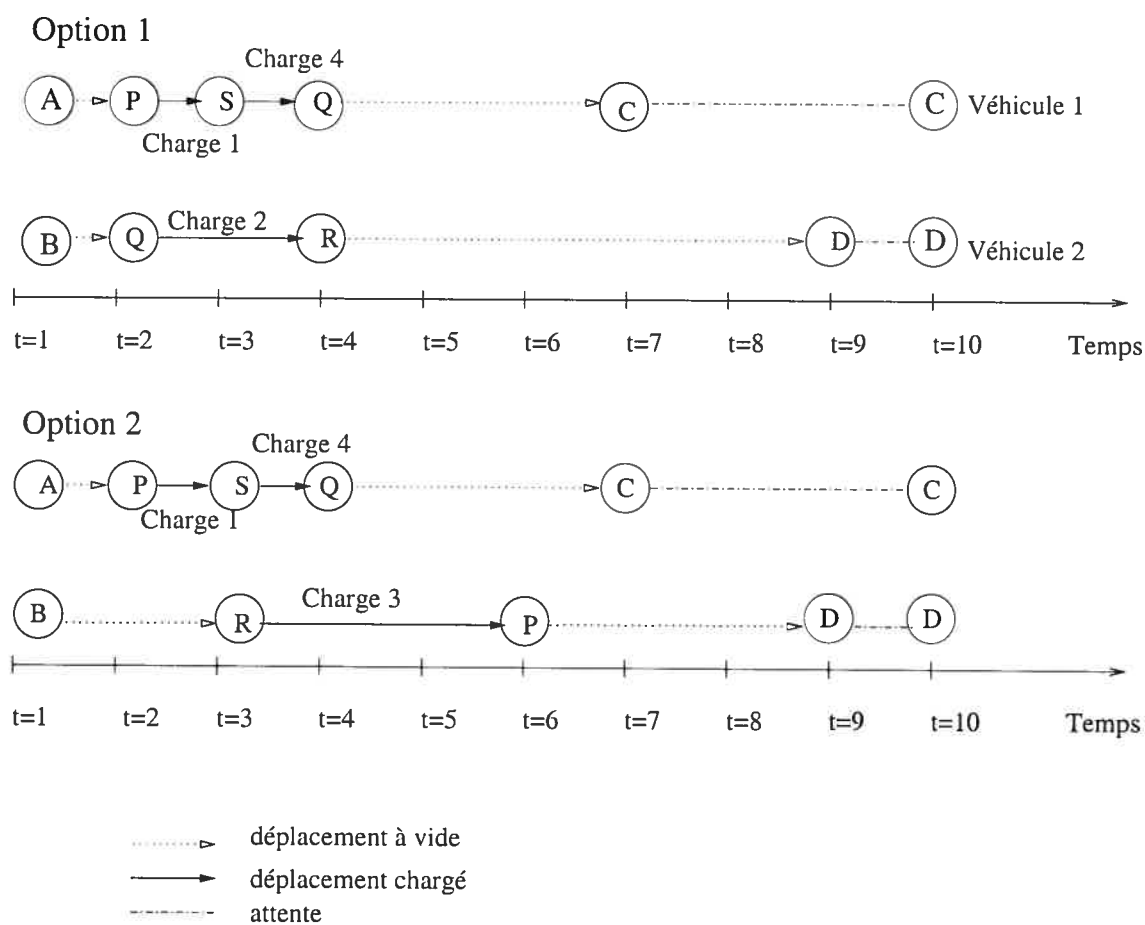 Option 1
Charge 4
A P S Q C C Véhicule 1
Charge 1
Charge 2
B Q R D D Véhicule 2
t=1 t=2 t=3 t=4 t=5 t=6 t=7 t=8 t=9 t=10 Temps
Option 2
Charge 4
A P S Q C C
Charge 1
Charge 3
B R P D D
t=1 t=2 t=3 t=4 t=5 t=6 t=7 t=8 t=9 t=10 Temps
déplacement à vide
déplacement chargé
attente